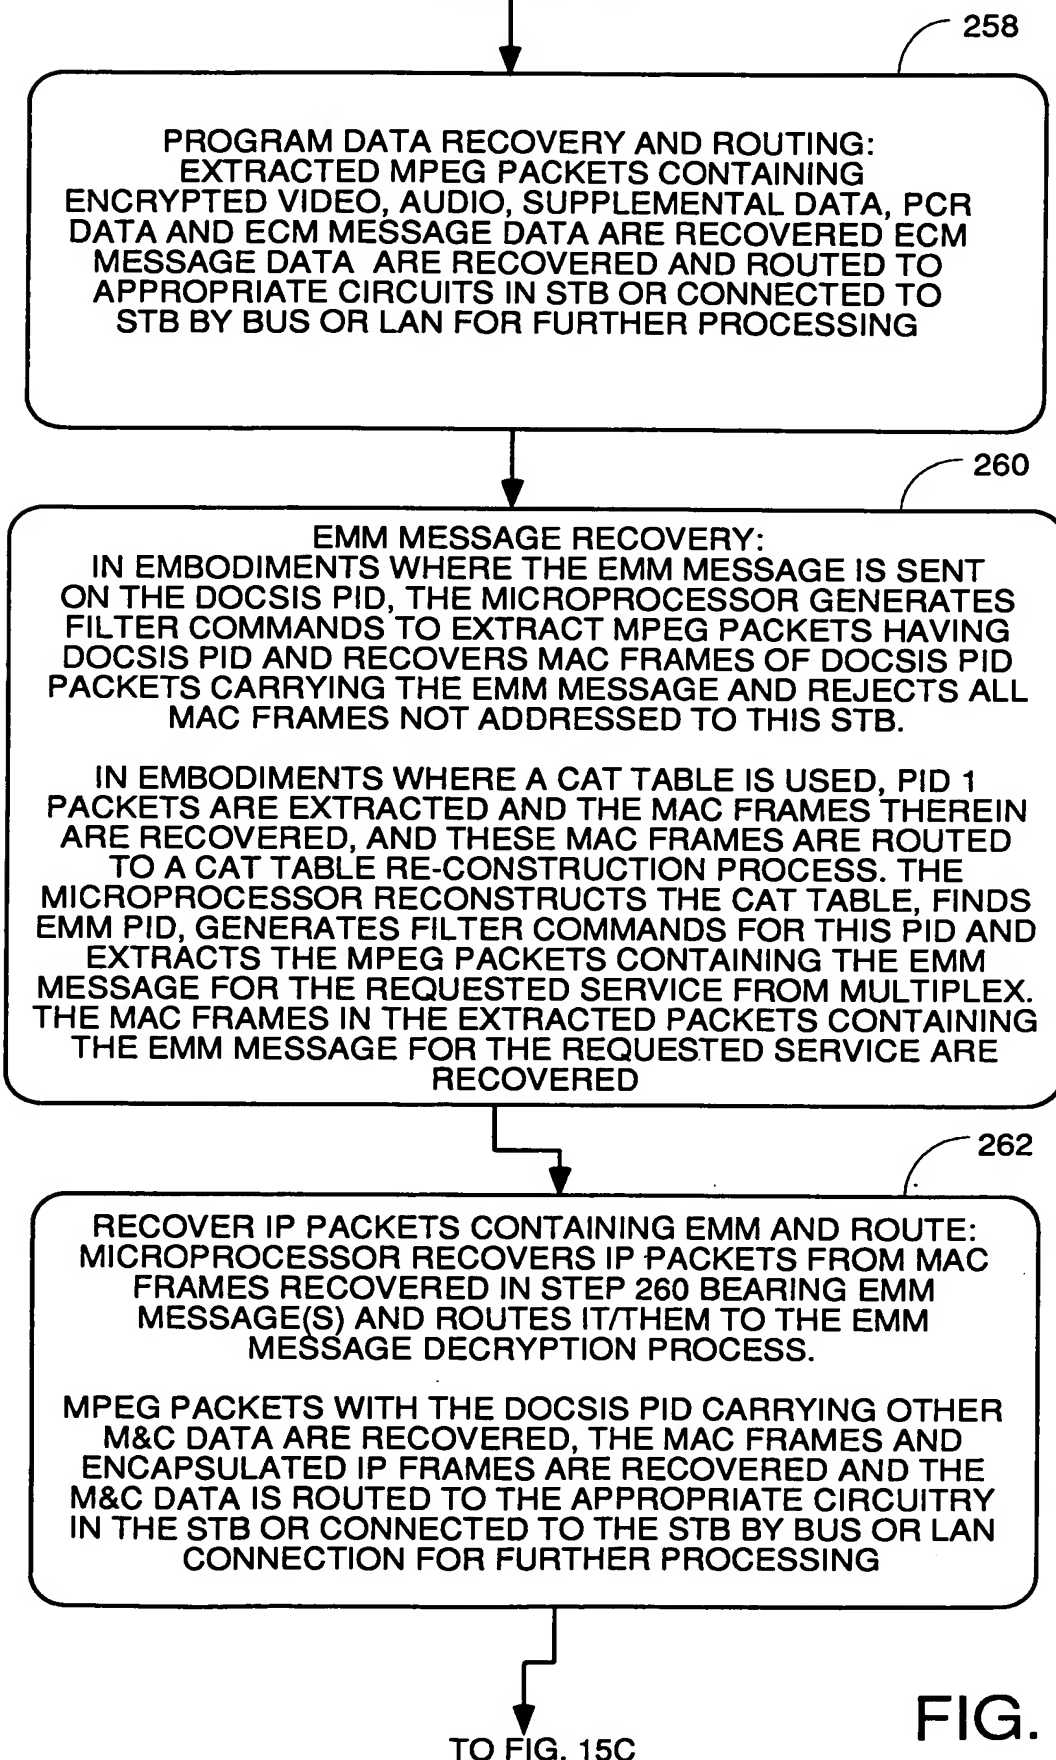 258
PROGRAM DATA RECOVERY AND ROUTING:
EXTRACTED MPEG PACKETS CONTAINING
ENCRYPTED VIDEO, AUDIO, SUPPLEMENTAL DATA, PCR
DATA AND ECM MESSAGE DATA ARE RECOVERED ECM
MESSAGE DATA ARE RECOVERED AND ROUTED TO
APPROPRIATE CIRCUITS IN STB OR CONNECTED TO
STB BY BUS OR LAN FOR FURTHER PROCESSING
260
EMM MESSAGE RECOVERY:
IN EMBODIMENTS WHERE THE EMM MESSAGE IS SENT
ON THE DOCSIS PID, THE MICROPROCESSOR GENERATES
FILTER COMMANDS TO EXTRACT MPEG PACKETS HAVING
DOCSIS PID AND RECOVERS MAC FRAMES OF DOCSIS PID
PACKETS CARRYING THE EMM MESSAGE AND REJECTS ALL
MAC FRAMES NOT ADDRESSED TO THIS STB.
IN EMBODIMENTS WHERE A CAT TABLE IS USED, PID 1
PACKETS ARE EXTRACTED AND THE MAC FRAMES THEREIN
ARE RECOVERED, AND THESE MAC FRAMES ARE ROUTED
TO A CAT TABLE RE-CONSTRUCTION PROCESS. THE
MICROPROCESSOR RECONSTRUCTS THE CAT TABLE, FINDS
EMM PID, GENERATES FILTER COMMANDS FOR THIS PID AND
EXTRACTS THE MPEG PACKETS CONTAINING THE EMM
MESSAGE FOR THE REQUESTED SERVICE FROM MULTIPLEX.
THE MAC FRAMES IN THE EXTRACTED PACKETS CONTAINING
THE EMM MESSAGE FOR THE REQUESTED SERVICE ARE
RECOVERED
262
RECOVER IP PACKETS CONTAINING EMM AND ROUTE:
MICROPROCESSOR RECOVERS IP PACKETS FROM MAC
FRAMES RECOVERED IN STEP 260 BEARING EMM
MESSAGE(S) AND ROUTES IT/THEM TO THE EMM
MESSAGE DECRYPTION PROCESS.
MPEG PACKETS WITH THE DOCSIS PID CARRYING OTHER
M&C DATA ARE RECOVERED, THE MAC FRAMES AND
ENCAPSULATED IP FRAMES ARE RECOVERED AND THE
M&C DATA IS ROUTED TO THE APPROPRIATE CIRCUITRY
IN THE STB OR CONNECTED TO THE STB BY BUS OR LAN
CONNECTION FOR FURTHER PROCESSING
FIG.
TO FIG. 15C